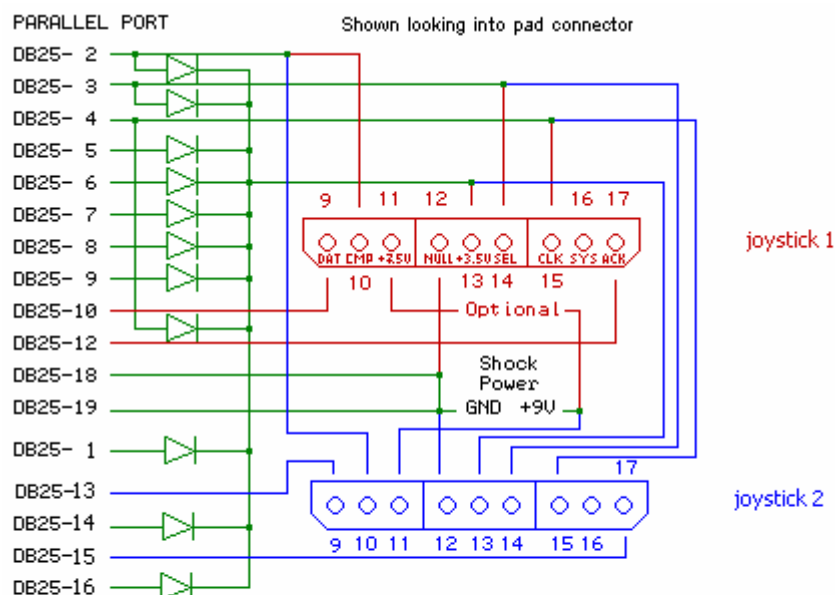 PARALLEL PORT
Shown looking into pad connector
DB25- 2
DB25- 3
DB25- 4
DB25- 5
DB25- 6
DB25- 7
DB25- 8
DB25- 9
DB25-10
DB25-12
DB25-18
DB25-19
DB25- 1
DB25-13
DB25-14
DB25-15
DB25-16
9 11 12 16 17
DAT CMP +7.5V NULL +3.5V SEL CLK SYS ACK
10 13 14 15
joystick 1
Optional
Shock
Power
GND +9V
17
joystick 2
9 10 11 12 13 14 15 16